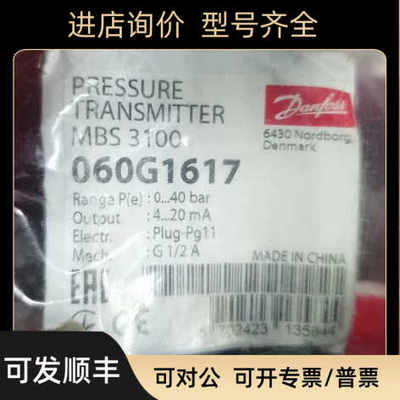 进店询价 型号齐全
PRESSURE
TRANSMITTER
MBS 3100
060G1617
Danfoss
6430 Nordborg,
Denmark
Range P(e) : 0...40 bar
Output : 4...20 mA
Electr. : Plug-Pg11
Mech. : G 1/2 A
MADE IN CHINA
EAC
CE
可发顺丰
可对公 可开专票/普票